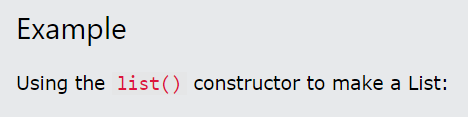 Example
Using the list() constructor to make a List: